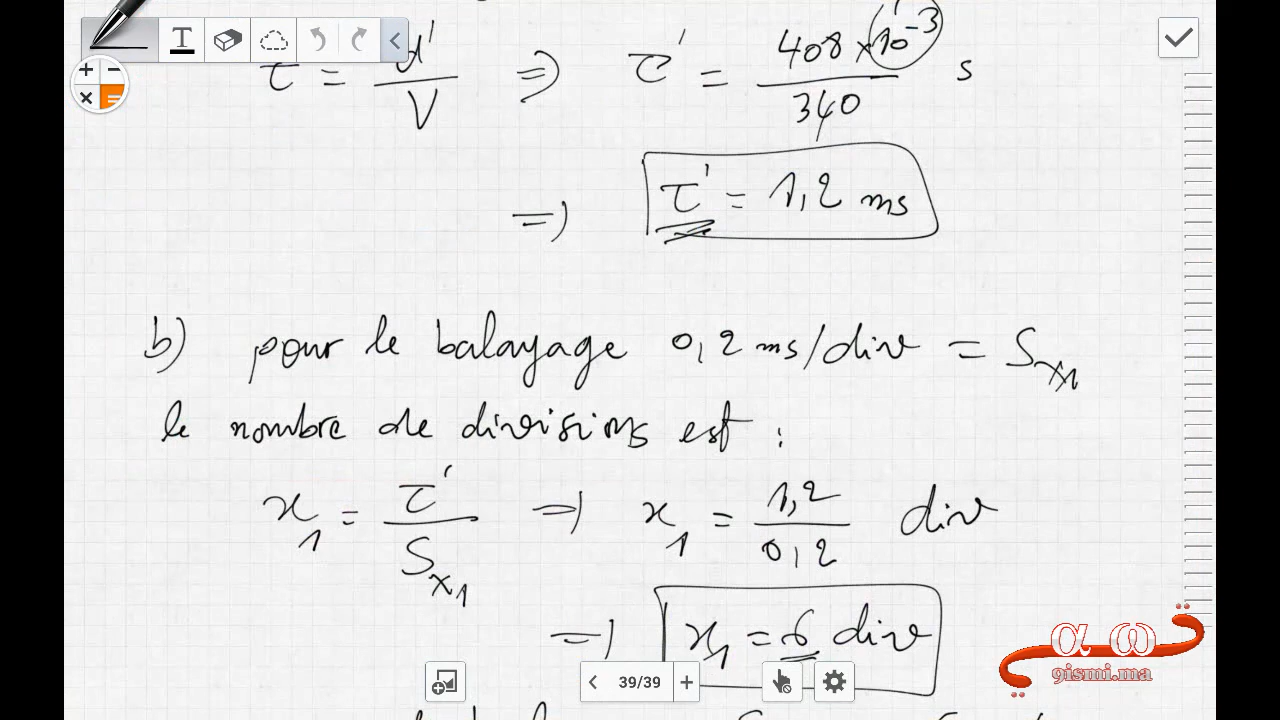 τ' = d'/V ⇒ τ' = 408 × 10⁻³ / 340 s
⇒ τ' = 1,2 ms
b) pour le balayage 0,2 ms/div = Sx1
le nombre de divisions est :
x₁ = τ'/Sx₁ ⇒ x₁ = 1,2/0,2 div
⇒ x₁ = 6 div
39/39
α ω
9ismi.ma